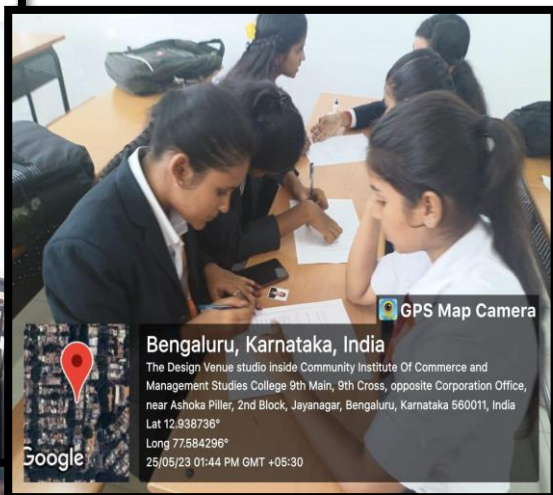 GPS Map Camera
Bengaluru, Karnataka, India
The Design Venue studio inside Community Institute Of Commerce and
Management Studies College 9th Main, 9th Cross, opposite Corporation Office,
near Ashoka Piller, 2nd Block, Jayanagar, Bengaluru, Karnataka 560011, India
Lat 12.938736°
Long 77.584296°
25/05/23 01:44 PM GMT +05:30
Google